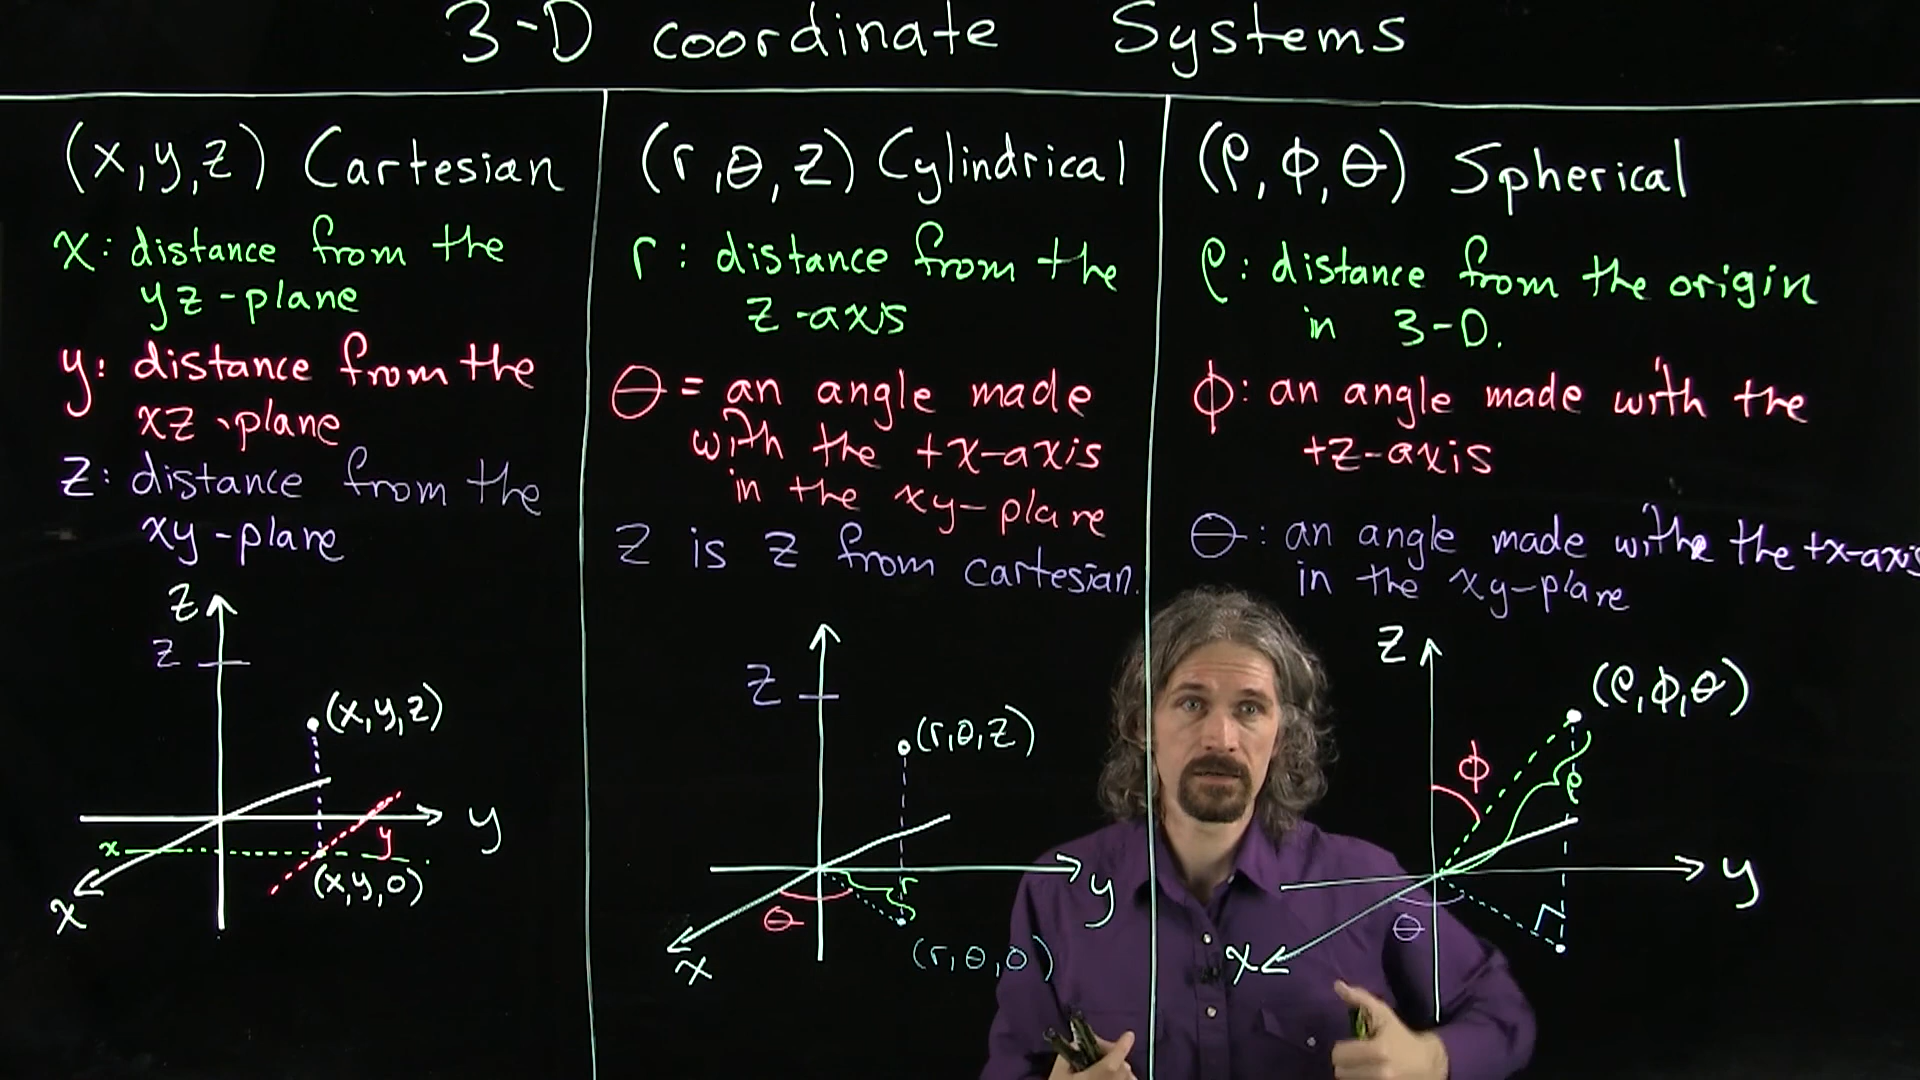 3-D coordinate Systems
(x,y,z) Cartesian
x: distance from the
yz-plane
y: distance from the
xz-plane
z: distance from the
xy-plane
z
z
(x,y,z)
y
x
y
(x,y,0)
x
(r,θ,z) Cylindrical
r: distance from the
z-axis
θ = an angle made
with the +x-axis
in the xy-plane
z is z from cartesian.
z
(r,θ,z)
r
y
θ
(r,θ,0)
x
(ρ,ϕ,θ) Spherical
ρ: distance from the origin
in 3-D.
ϕ: an angle made with the
+z-axis
θ: an angle made with the +x-axis
in the xy-plane
z
(ρ,ϕ,θ)
ϕ
ρ
y
θ
x